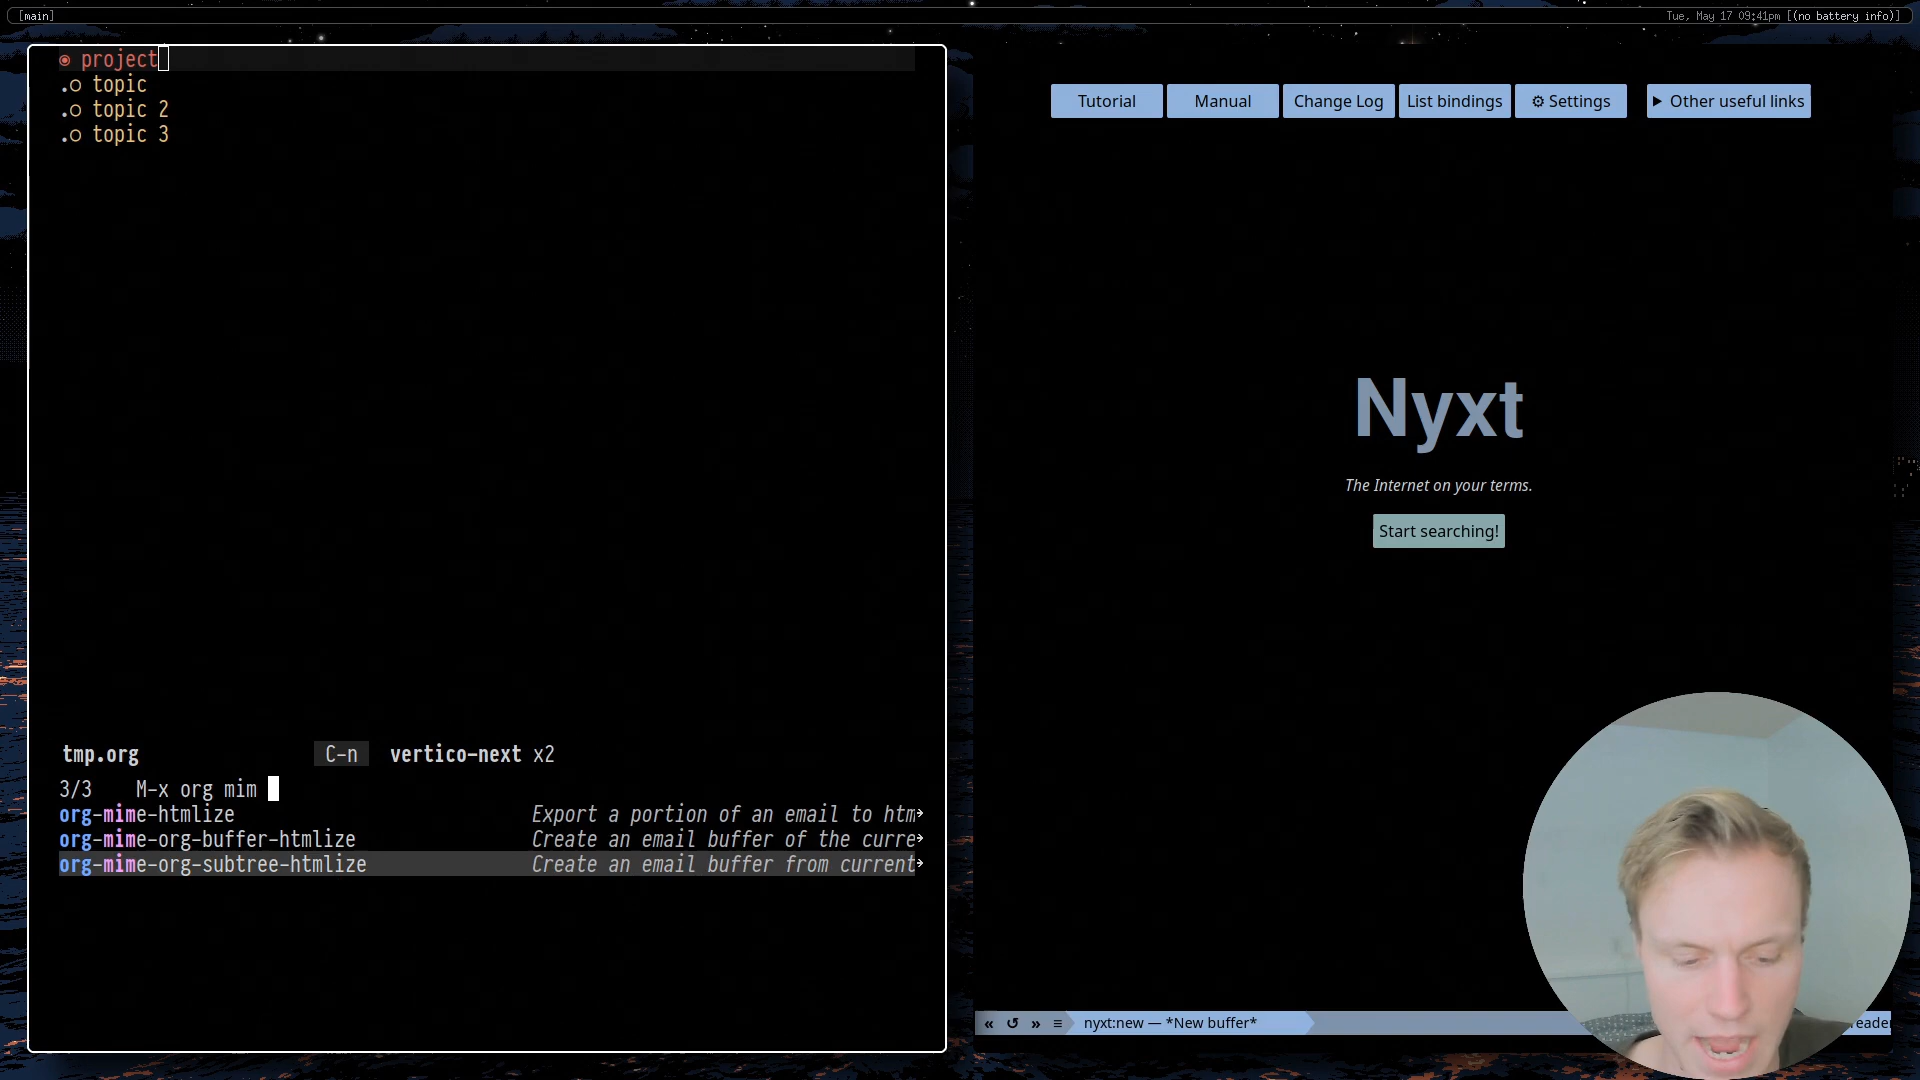 [main]
Tue, May 17 09:41pm [(no battery info)]
project
topic
topic 2
topic 3
tmp.org C-n vertico-next x2
3/3 M-x org mim
org-mime-htmlize Export a portion of an email to htm
org-mime-org-buffer-htmlize Create an email buffer of the curre
org-mime-org-subtree-htmlize Create an email buffer from current
Tutorial
Manual
Change Log
List bindings
⚙ Settings
▶ Other useful links
Nyxt
The Internet on your terms.
Start searching!
« ↺ » ≡ nyxt:new — *New buffer*